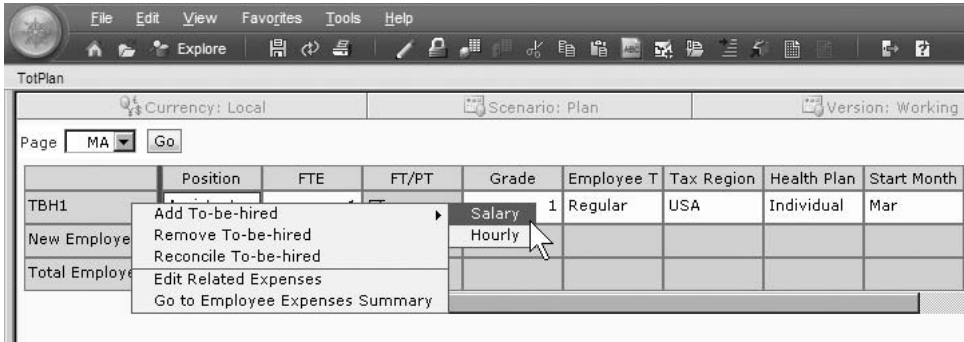 File Edit View Favorites Tools Help
Explore
TotPlan
Currency: Local Scenario: Plan Version: Working
Page MA Go
Position FTE FT/PT Grade Employee T Tax Region Health Plan Start Month
TBH1 1 Regular USA Individual Mar
Add To-be-hired Salary
Remove To-be-hired Hourly
New Employe
Reconcile To-be-hired
Total Employe
Edit Related Expenses
Go to Employee Expenses Summary